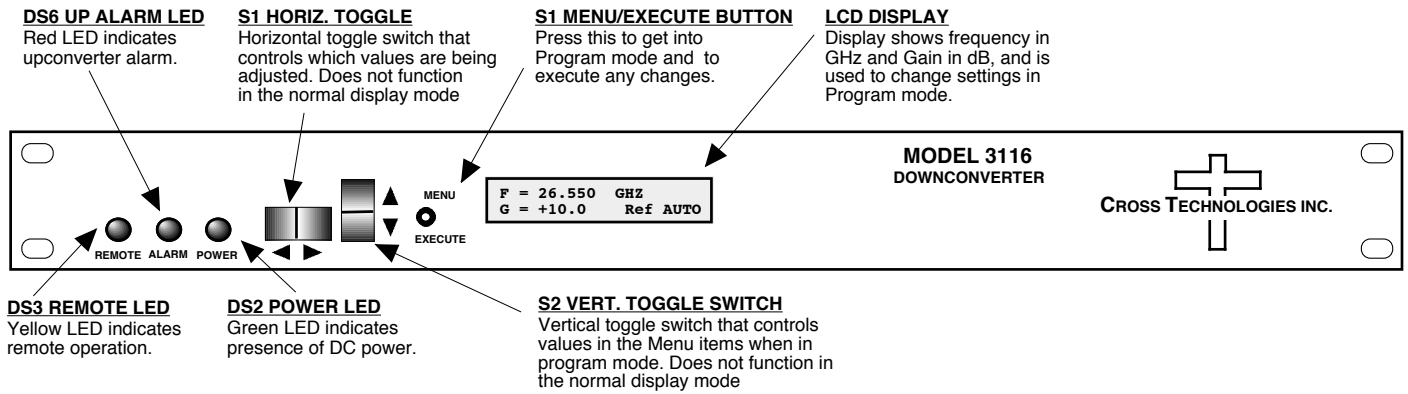 DS6 UP ALARM LED
Red LED indicates
upconverter alarm.
S1 HORIZ. TOGGLE
Horizontal toggle switch that
controls which values are being
adjusted. Does not function
in the normal display mode
S1 MENU/EXECUTE BUTTON
Press this to get into
Program mode and  to
execute any changes.
LCD DISPLAY
Display shows frequency in
GHz and Gain in dB, and is
used to change settings in
Program mode.
REMOTE ALARM POWER
MENU
EXECUTE
F = 26.550  GHZ
G = +10.0   Ref AUTO
MODEL 3116
DOWNCONVERTER
CROSS TECHNOLOGIES INC.
DS3 REMOTE LED
Yellow LED indicates
remote operation.
DS2 POWER LED
Green LED indicates
presence of DC power.
S2 VERT. TOGGLE SWITCH
Vertical toggle switch that controls
values in the Menu items when in
program mode. Does not function in
the normal display mode